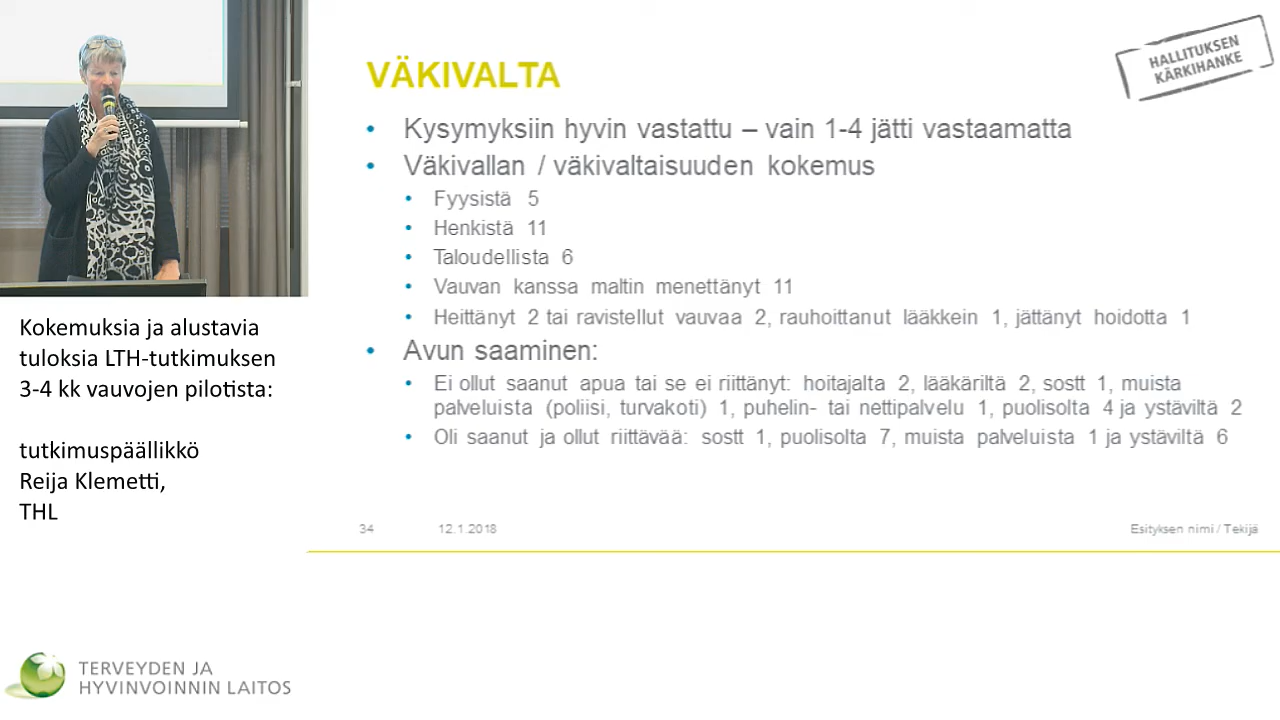 VÄKIVALTA
HALLITUKSEN
KÄRKIHANKE
• Kysymyksiin hyvin vastattu – vain 1-4 jätti vastaamatta
• Väkivallan / väkivaltaisuuden kokemus
• Fyysistä 5
• Henkistä 11
• Taloudellista 6
• Vauvan kanssa maltin menettänyt 11
• Heittänyt 2 tai ravistellut vauvaa 2, rauhoittanut lääkkein 1, jättänyt hoidotta 1
• Avun saaminen:
• Ei ollut saanut apua tai se ei riittänyt: hoitajalta 2, lääkäriltä 2, sostt 1, muista
palveluista (poliisi, turvakoti) 1, puhelin- tai nettipalvelu 1, puolisolta 4 ja ystäviltä 2
• Oli saanut ja ollut riittävää: sostt 1, puolisolta 7, muista palveluista 1 ja ystäviltä 6
34 12.1.2018 Esityksen nimi / Tekijä
Kokemuksia ja alustavia
tuloksia LTH-tutkimuksen
3-4 kk vauvojen pilotista:
tutkimuspäällikkö
Reija Klemetti,
THL
TERVEYDEN JA
HYVINVOINNIN LAITOS